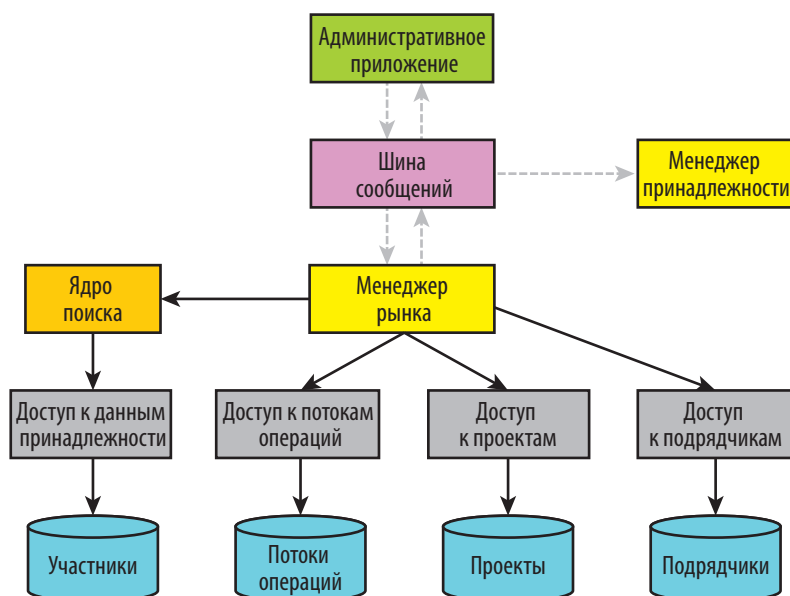 Административное
приложение
Шина
сообщений
Менеджер
принадлежности
Ядро
поиска
Менеджер
рынка
Доступ к данным
принадлежности
Доступ к потокам
операций
Доступ
к проектам
Доступ
к подрядчикам
Участники
Потоки
операций
Проекты
Подрядчики